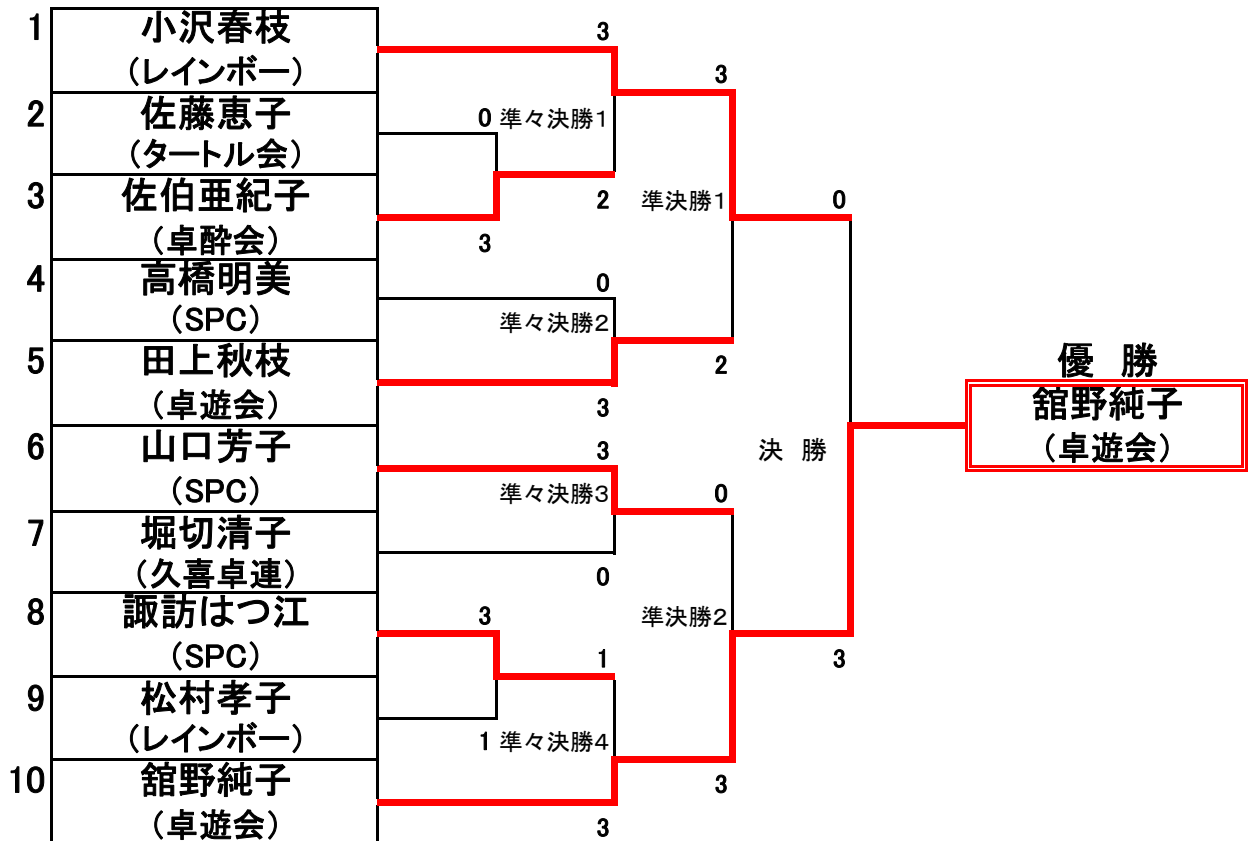 1 小沢春枝
（レインボー）
2 佐藤恵子
（タートル会）
3 佐伯亜紀子
（卓酔会）
4 高橋明美
（SPC）
5 田上秋枝
（卓遊会）
6 山口芳子
（SPC）
7 堀切清子
（久喜卓連）
8 諏訪はつ江
（SPC）
9 松村孝子
（レインボー）
10 舘野純子
（卓遊会）
0
3
3
1
3
準々決勝1
2
0
準々決勝2
3
3
準々決勝3
0
1
準々決勝4
3
3
準決勝1
2
0
準決勝2
3
0
決 勝
3
優 勝
舘野純子
（卓遊会）